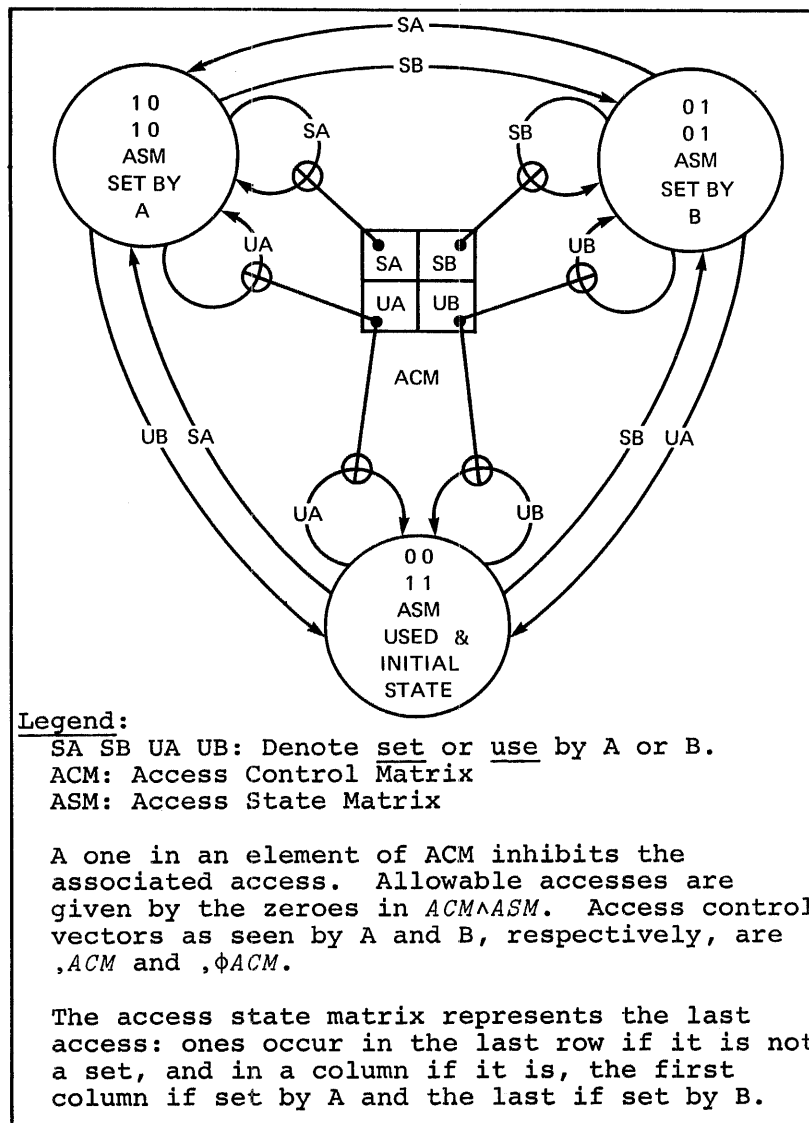 SA
SB
1 0
1 0
ASM
SET BY
A
SA
SB
0 1
0 1
ASM
SET BY
B
UA
UB
SA SB
UA UB
ACM
UB SA
SB UA
UA
UB
0 0
1 1
ASM
USED &
INITIAL
STATE
Legend:
SA SB UA UB: Denote set or use by A or B.
ACM: Access Control Matrix
ASM: Access State Matrix
A one in an element of ACM inhibits the
associated access. Allowable accesses are
given by the zeroes in ACM∧ASM. Access control
vectors as seen by A and B, respectively, are
,ACM and ,⌽ACM.
The access state matrix represents the last
access: ones occur in the last row if it is not
a set, and in a column if it is, the first
column if set by A and the last if set by B.